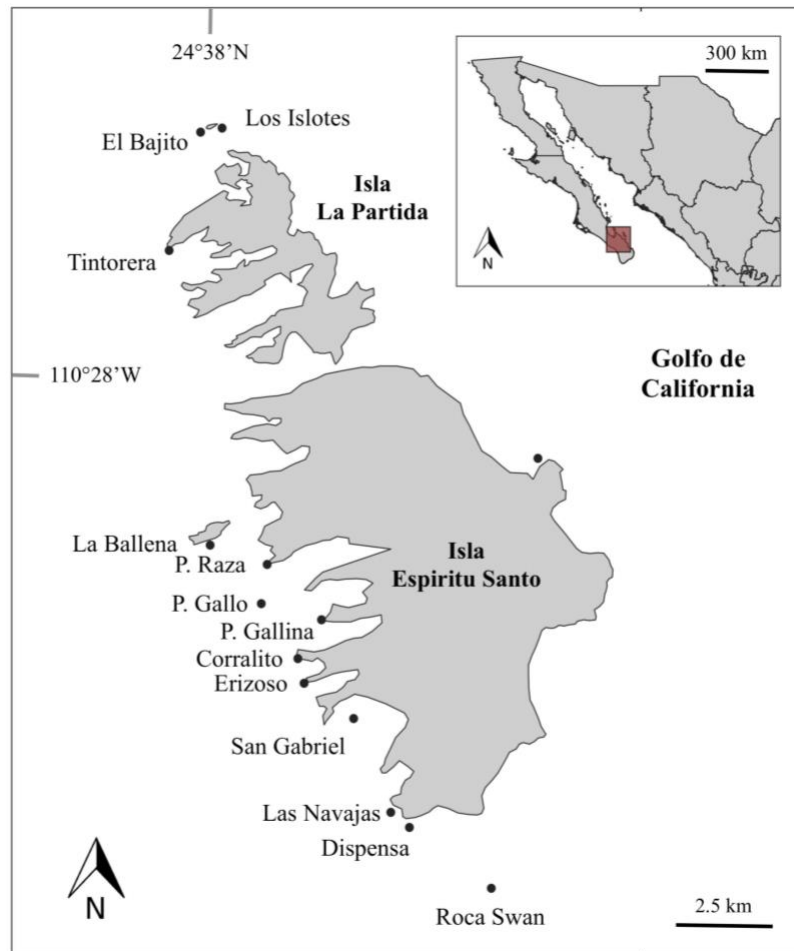 24°38'N
300 km
Los Islotes
El Bajito
Isla
La Partida
Tintorera
N
Golfo de
California
110°28'W
La Ballena
P. Raza
Isla
Espiritu Santo
P. Gallo
P. Gallina
Corralito
Erizoso
San Gabriel
Las Navajas
Dispensa
N
Roca Swan
2.5 km